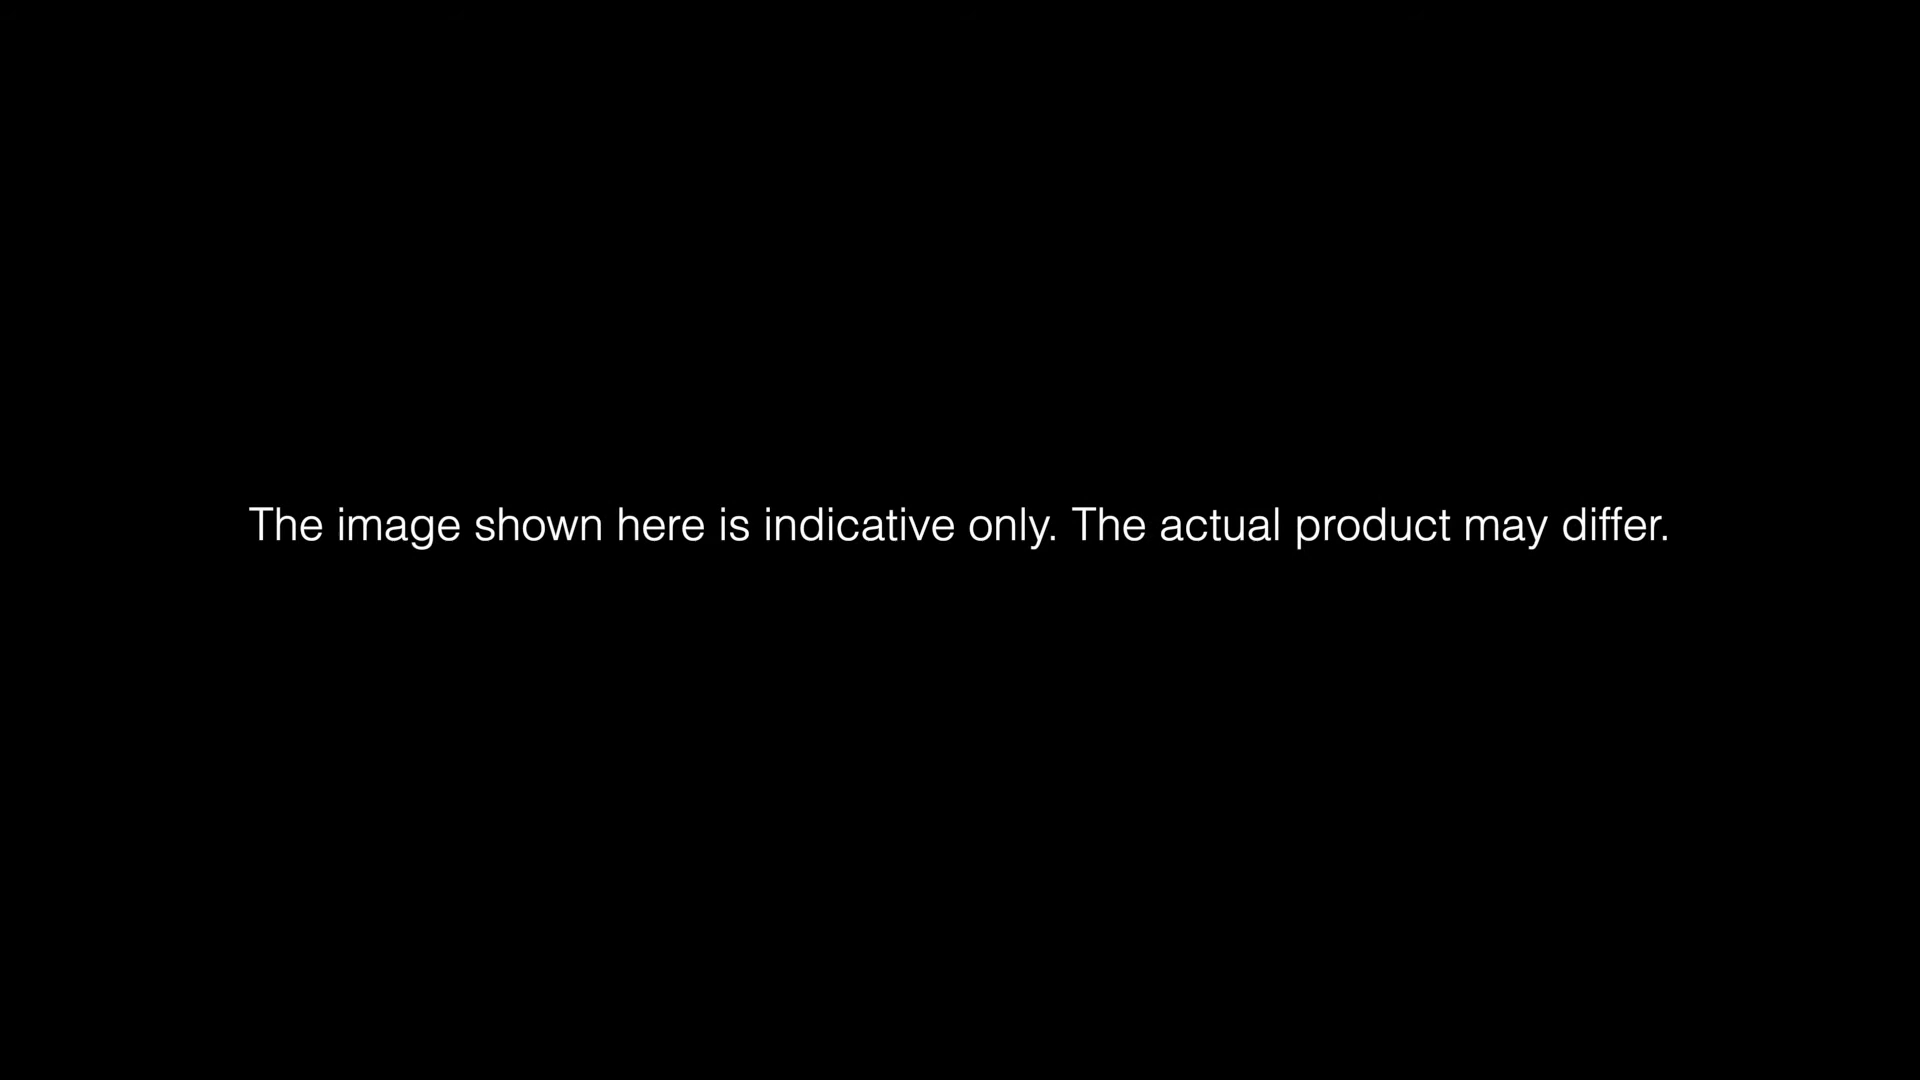 The image shown here is indicative only. The actual product may differ.